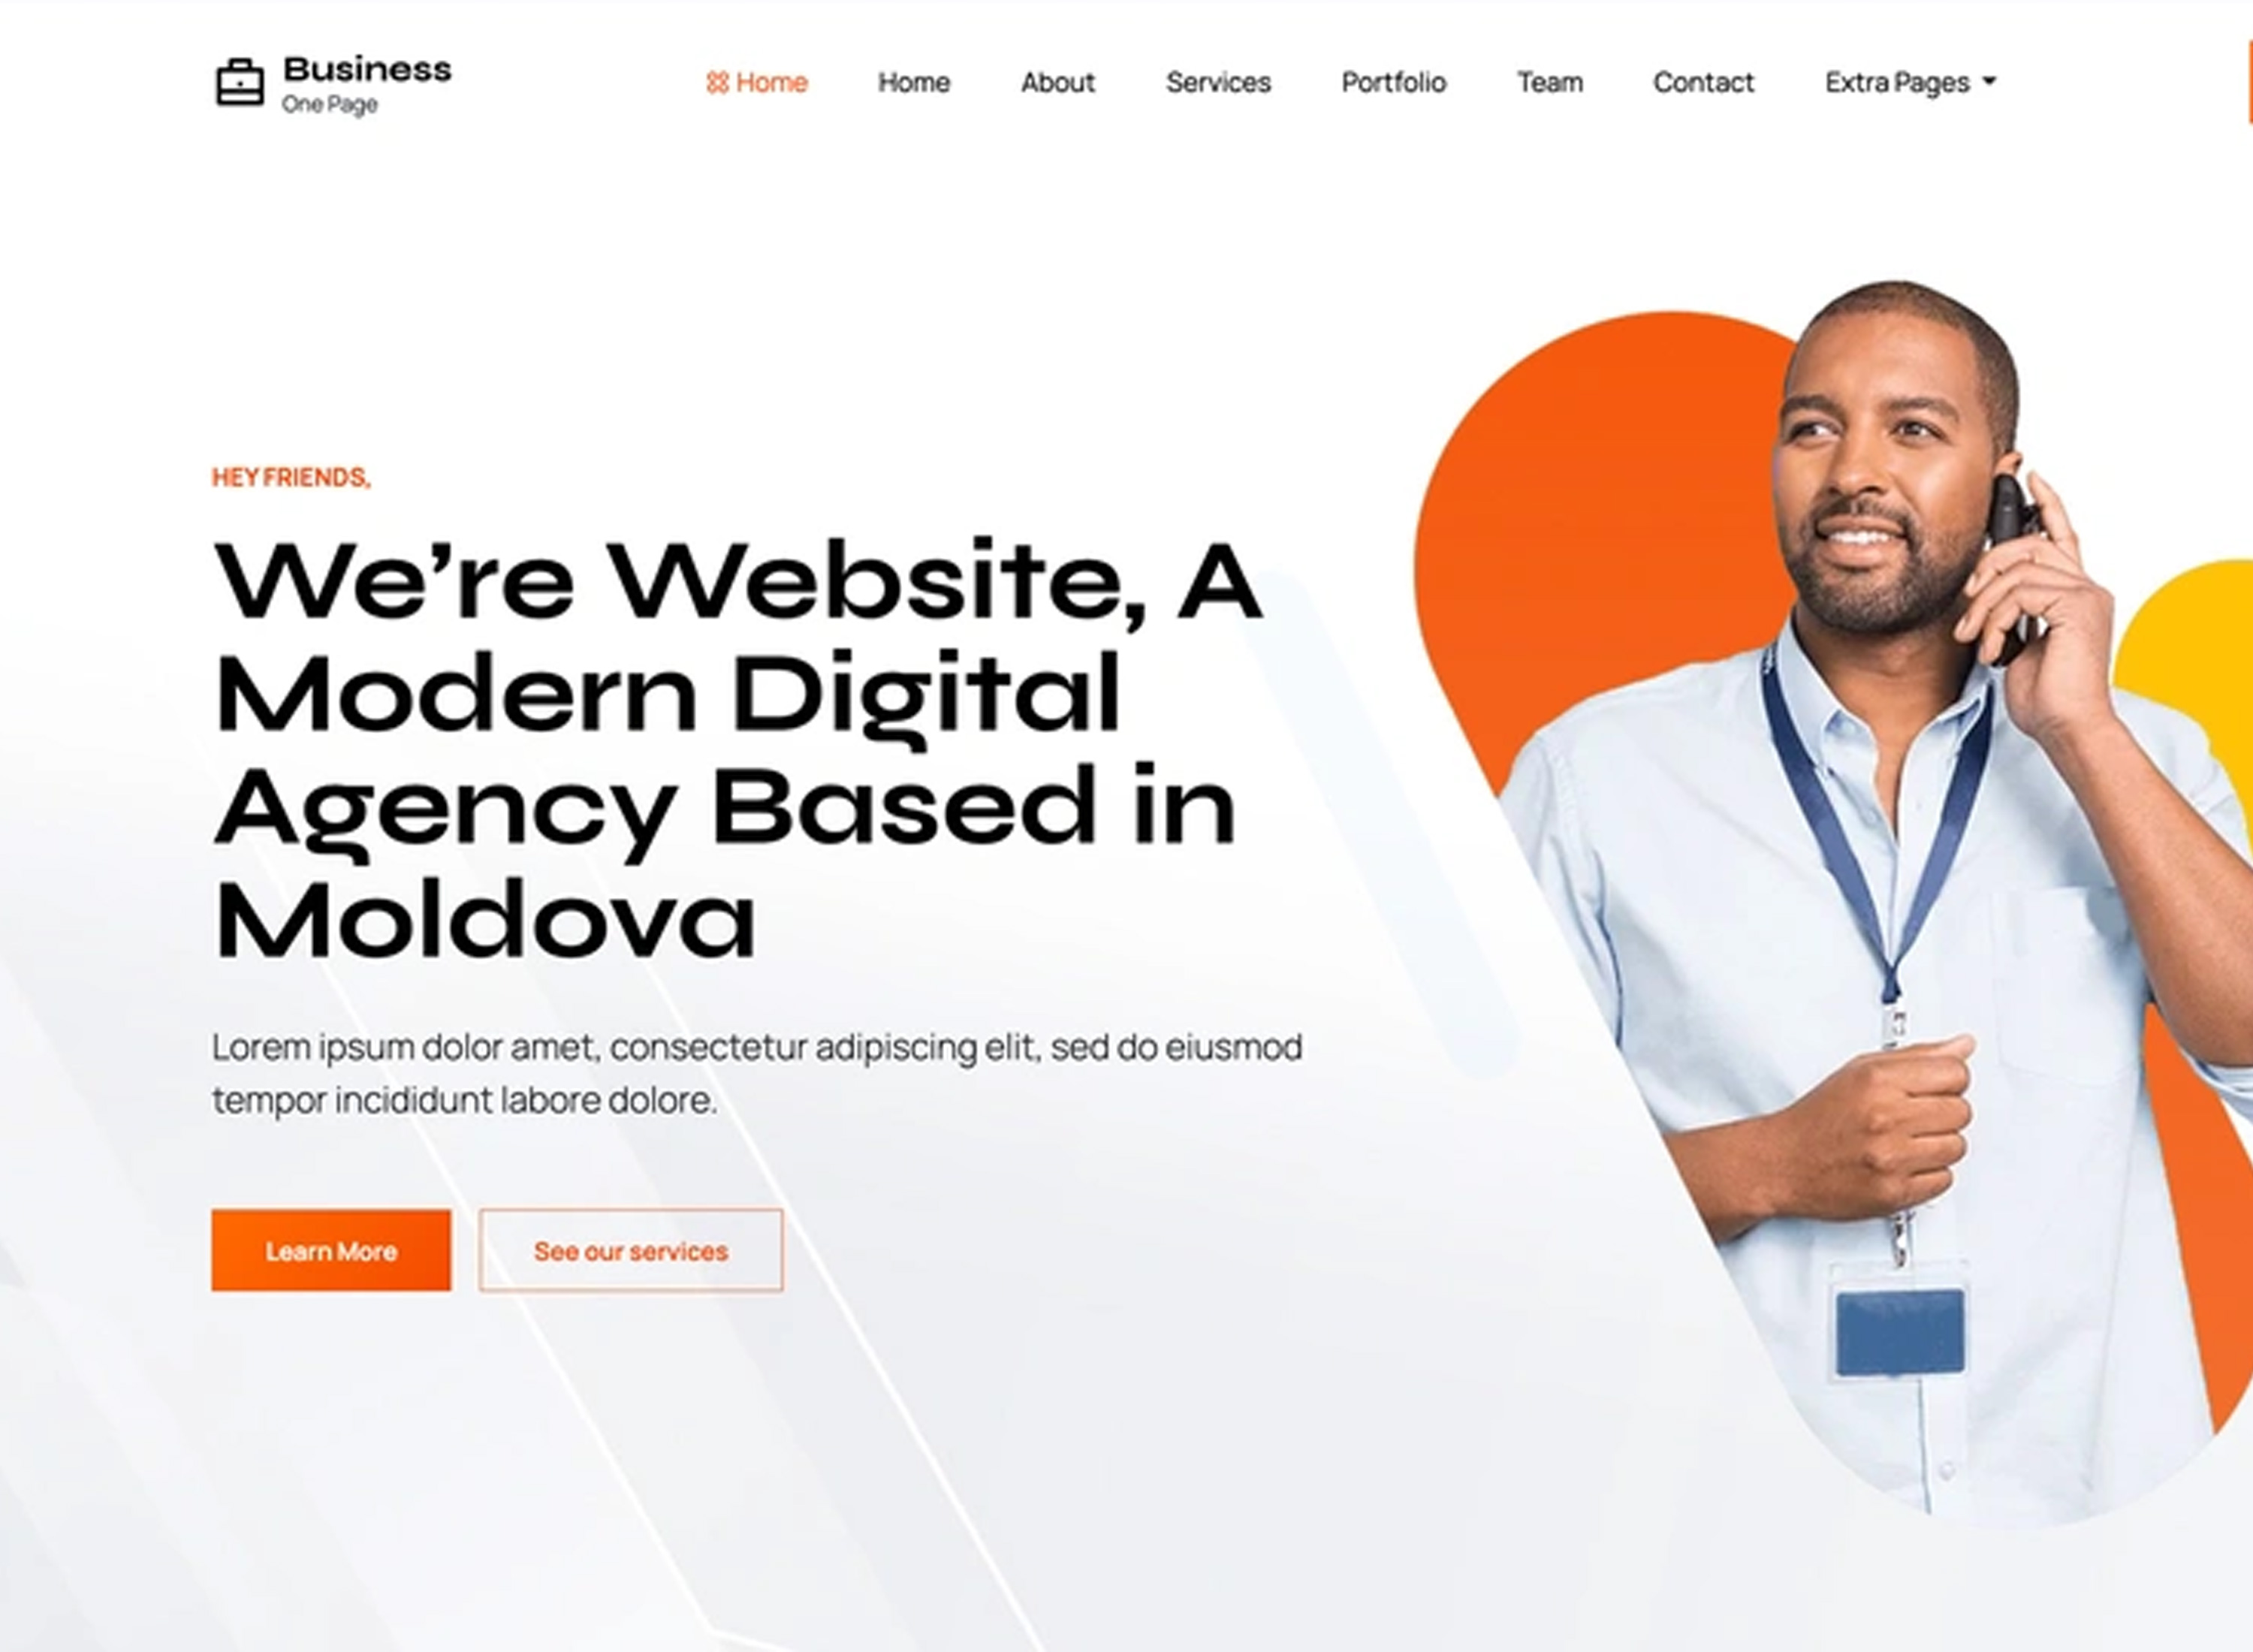 Business
One Page
Home
Home
About
Services
Portfolio
Team
Contact
Extra Pages
HEY FRIENDS,
We’re Website, A
Modern Digital
Agency Based in
Moldova
Lorem ipsum dolor amet, consectetur adipiscing elit, sed do eiusmod
tempor incididunt labore dolore.
Learn More
See our services